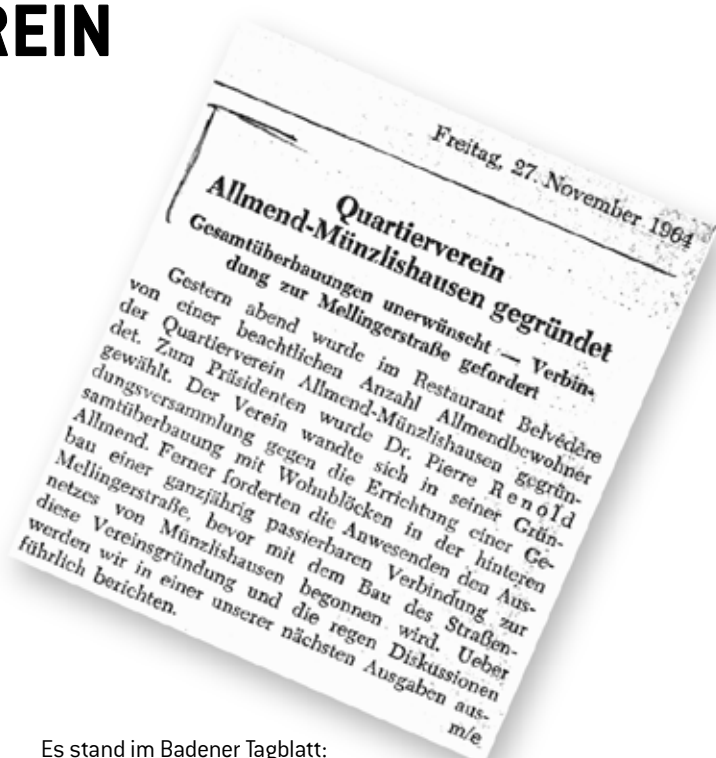 REIN
Freitag, 27. November 1964
Quartierverein
Allmend-Münzlishausen gegründet
Gesamtüberbauungen unerwünscht — Verbin-
dung zur Mellingerstraße gefordert
Gestern abend wurde im Restaurant Belvédère
von einer beachtlichen Anzahl Allmendbewohner
der Quartierverein Allmend-Münzlishausen gegrün-
det. Zum Präsidenten wurde Dr. Pierre Renold
gewählt. Der Verein wandte sich in seiner Grün-
dungsversammlung gegen die Errichtung einer Ge-
samtüberbauung mit Wohnblöcken in der hinteren
Allmend. Ferner forderten die Anwesenden den Aus-
bau einer ganzjährig passierbaren Verbindung zur
Mellingerstraße, bevor mit dem Bau des Straßen-
netzes von Münzlishausen begonnen wird. Ueber
diese Vereinsgründung und die regen Diskussionen
werden wir in einer unserer nächsten Ausgaben aus-
führlich berichten.
m/e
Es stand im Badener Tagblatt: